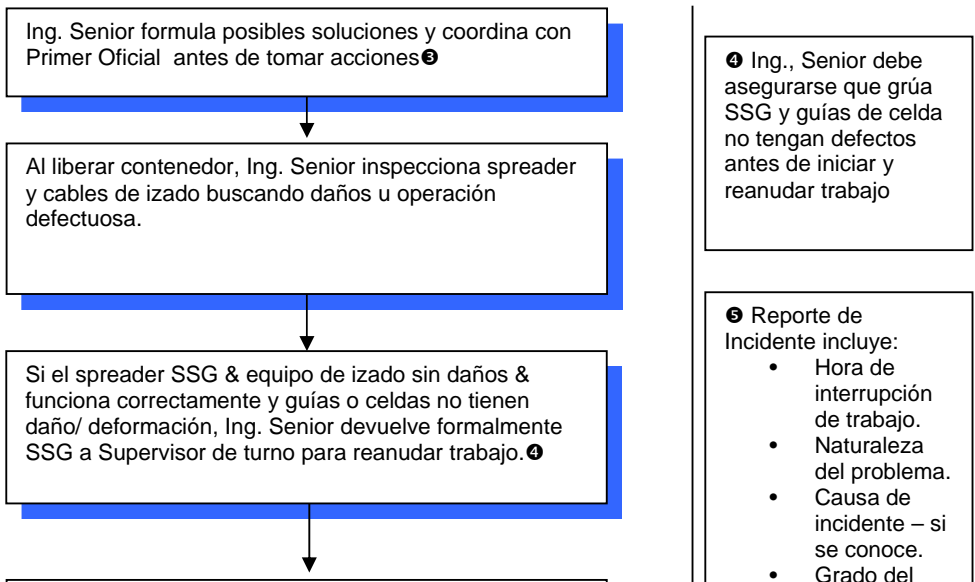 Ing. Senior formula posibles soluciones y coordina con
Primer Oficial antes de tomar acciones❸
Al liberar contenedor, Ing. Senior inspecciona spreader
y cables de izado buscando daños u operación
defectuosa.
Si el spreader SSG & equipo de izado sin daños &
funciona correctamente y guías o celdas no tienen
daño/ deformación, Ing. Senior devuelve formalmente
SSG a Supervisor de turno para reanudar trabajo.❹
❹ Ing., Senior debe
asegurarse que grúa
SSG y guías de celda
no tengan defectos
antes de iniciar y
reanudar trabajo
❺ Reporte de
Incidente incluye:
• Hora de
interrupción
de trabajo.
• Naturaleza
del problema.
• Causa de
incidente – si
se conoce.
• Grado del